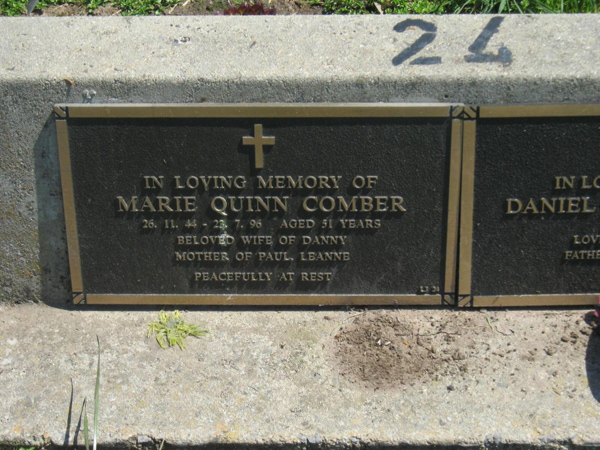 24
IN LOVING MEMORY OF
MARIE QUINN COMBER
26. 11. 44 - 23. 7. 96 AGED 51 YEARS
BELOVED WIFE OF DANNY
MOTHER OF PAUL, LEANNE
PEACEFULLY AT REST
IN LO
DANIEL
LOV
FATHE